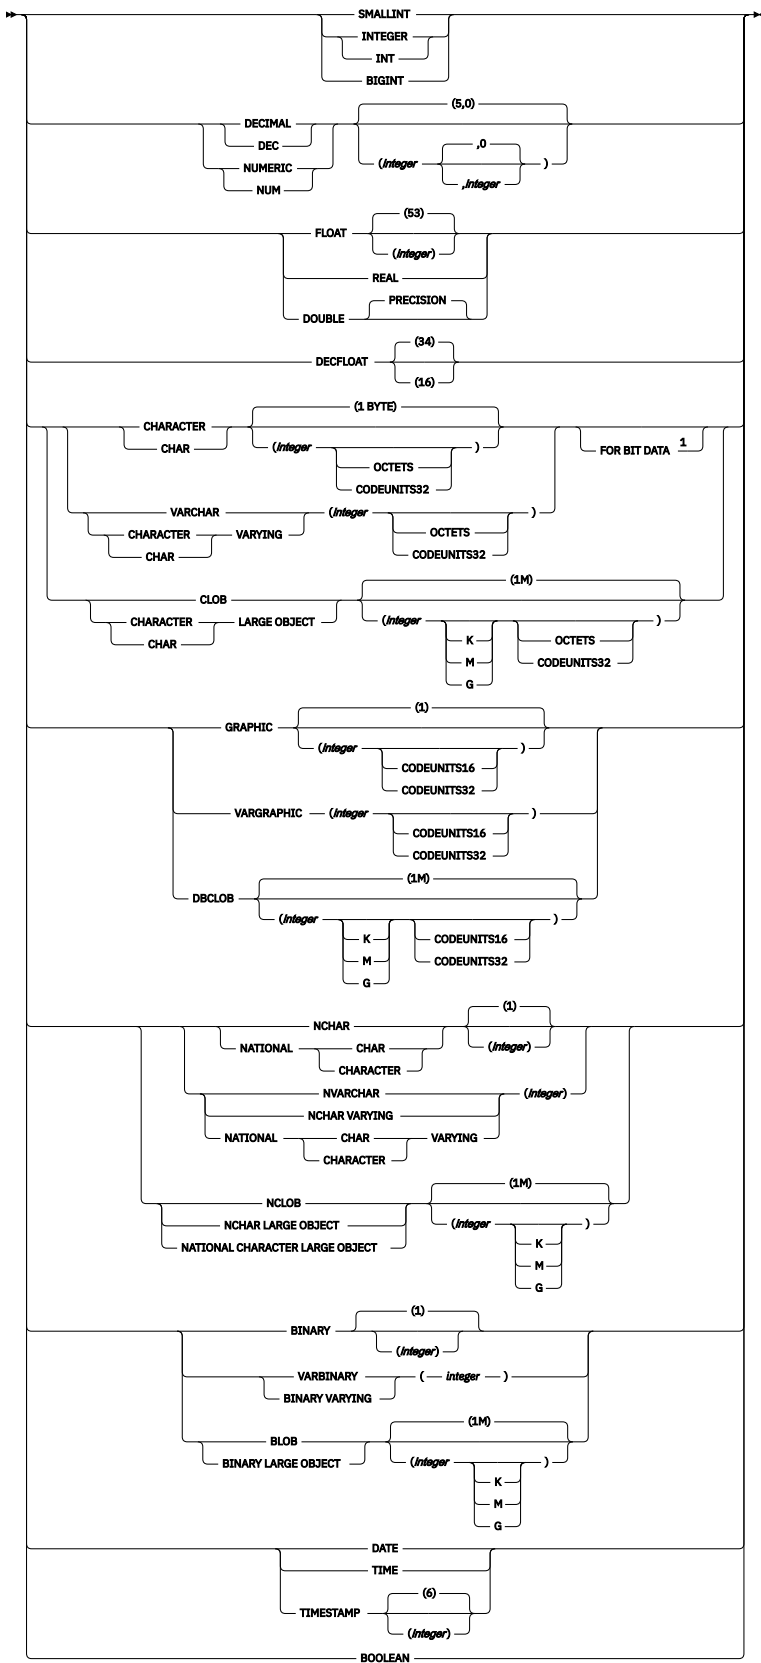 SMALLINT
INTEGER
INT
BIGINT
(5,0)
DECIMAL
DEC
,0
NUMERIC
(integer )
NUM
,integer
(53)
FLOAT
(integer)
REAL
PRECISION
DOUBLE
(34)
DECFLOAT
(16)
(1 BYTE)
CHARACTER
CHAR
(integer )
FOR BIT DATA 1
OCTETS
CODEUNITS32
VARCHAR (integer )
CHARACTER VARYING
OCTETS
CHAR
CODEUNITS32
(1M)
CLOB
CHARACTER LARGE OBJECT
(integer )
CHAR
K OCTETS
M CODEUNITS32
G
(1)
GRAPHIC
(integer )
CODEUNITS16
CODEUNITS32
VARGRAPHIC (integer )
CODEUNITS16
CODEUNITS32
(1M)
DBCLOB
(integer )
K CODEUNITS16
M CODEUNITS32
G
(1)
NCHAR
NATIONAL CHAR
(integer)
CHARACTER
NVARCHAR (integer)
NCHAR VARYING
NATIONAL CHAR VARYING
CHARACTER
(1M)
NCLOB
NCHAR LARGE OBJECT
(integer )
NATIONAL CHARACTER LARGE OBJECT
K
M
G
(1)
BINARY
(integer)
VARBINARY ( integer )
BINARY VARYING
(1M)
BLOB
BINARY LARGE OBJECT
(integer )
K
M
G
DATE
TIME
(6)
TIMESTAMP
(integer)
BOOLEAN